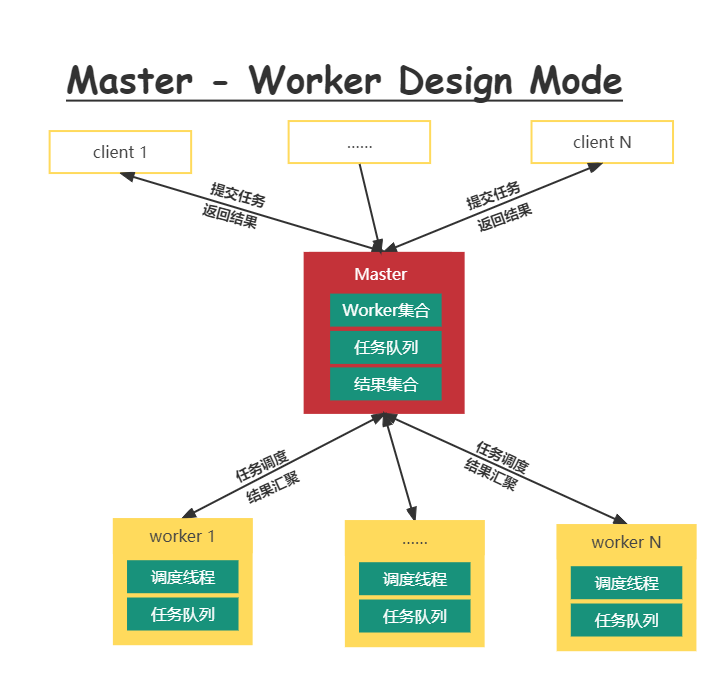 Master - Worker Design Mode
client 1
……
client N
提交任务
返回结果
提交任务
返回结果
Master
Worker集合
任务队列
结果集合
任务调度
结果汇聚
任务调度
结果汇聚
worker 1
调度线程
任务队列
……
调度线程
任务队列
worker N
调度线程
任务队列